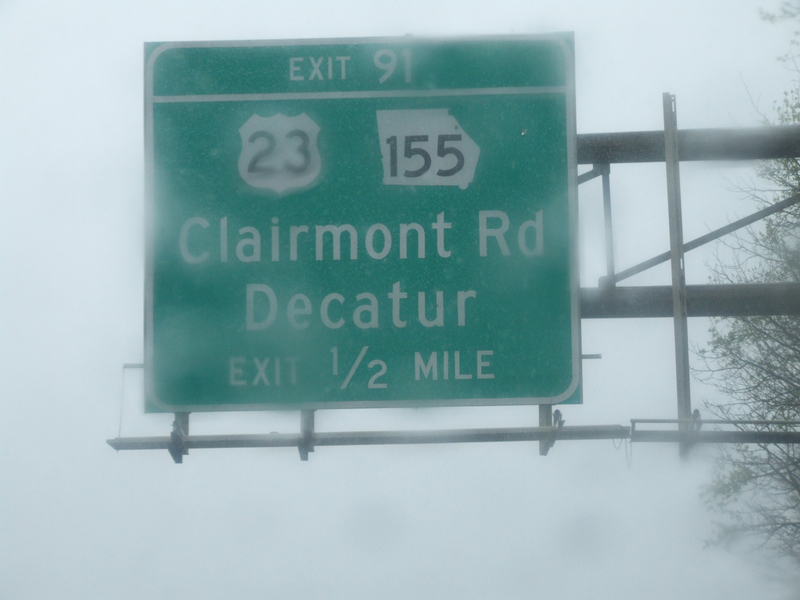 EXIT 91
23 155
Clairmont Rd
Decatur
EXIT 1/2 MILE